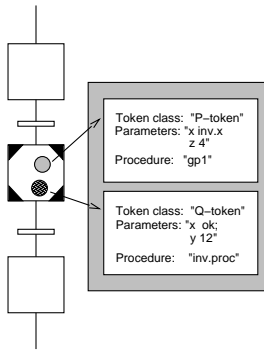 Token class: "P-token"
Parameters: "x inv.x
z 4"
Procedure: "gp1"
Token class: "Q-token"
Parameters: "x ok;
y 12"
Procedure: "inv.proc"